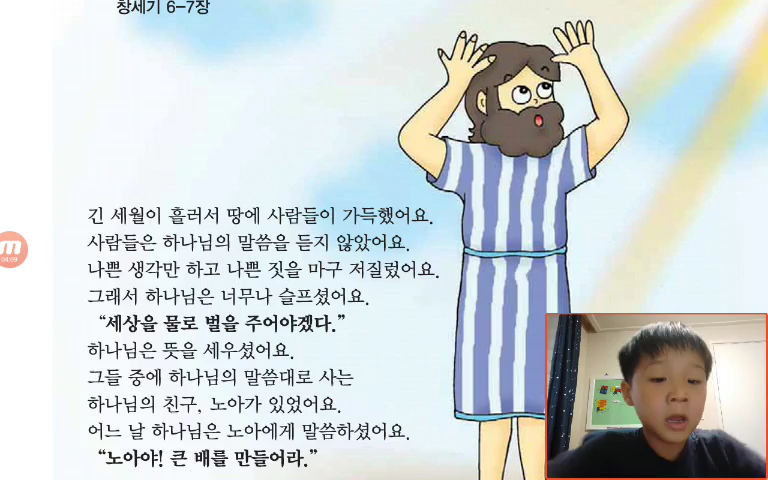 창세기 6-7장
긴 세월이 흘러서 땅에 사람들이 가득했어요.
사람들은 하나님의 말씀을 듣지 않았어요.
나쁜 생각만 하고 나쁜 짓을 마구 저질렀어요.
그래서 하나님은 너무나 슬프셨어요.
“세상을 물로 벌을 주어야겠다.”
하나님은 뜻을 세우셨어요.
그들 중에 하나님의 말씀대로 사는
하나님의 친구, 노아가 있었어요.
어느 날 하나님은 노아에게 말씀하셨어요.
“노아야! 큰 배를 만들어라.”
m
04:09